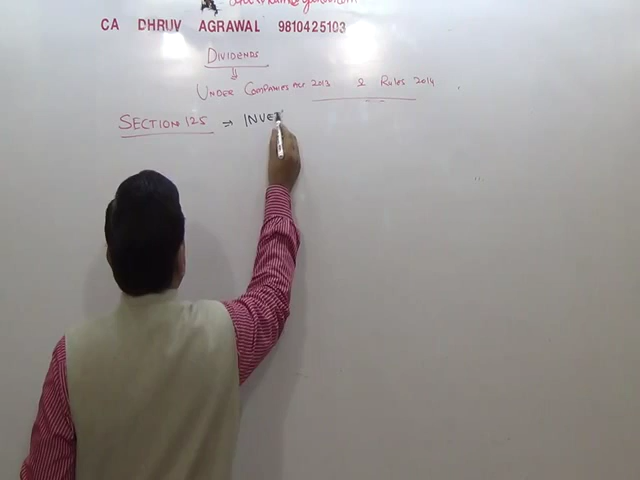 CA DHRUV AGRAWAL 9810425103
DIVIDENDS
⇓
UNDER COMPANIES ACT 2013 & RULES 2014
SECTION 125 ⇒ INVE